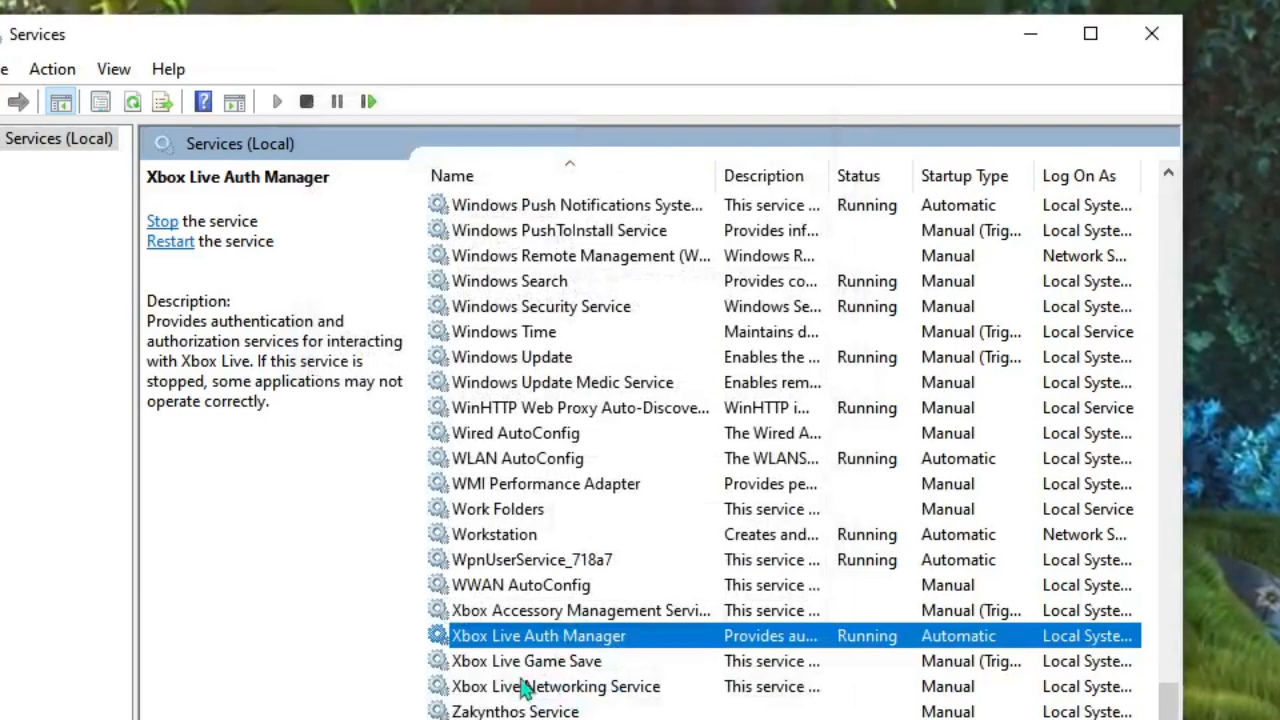 Services
e Action View Help
Services (Local)
Services (Local)
Xbox Live Auth Manager
Stop the service
Restart the service
Description:
Provides authentication and
authorization services for interacting
with Xbox Live. If this service is
stopped, some applications may not
operate correctly.
Name Description Status Startup Type Log On As
Windows Push Notifications Syste... This service ... Running Automatic Local Syste...
Windows PushToInstall Service Provides inf... Manual (Trig... Local Syste...
Windows Remote Management (W... Windows R... Manual Network S...
Windows Search Provides co... Running Manual Local Syste...
Windows Security Service Windows Se... Running Manual Local Syste...
Windows Time Maintains d... Manual (Trig... Local Service
Windows Update Enables the ... Running Manual (Trig... Local Syste...
Windows Update Medic Service Enables rem... Manual Local Syste...
WinHTTP Web Proxy Auto-Discove... WinHTTP i... Running Manual Local Service
Wired AutoConfig The Wired A... Manual Local Syste...
WLAN AutoConfig The WLANS... Running Automatic Local Syste...
WMI Performance Adapter Provides pe... Manual Local Syste...
Work Folders This service ... Manual Local Service
Workstation Creates and... Running Automatic Network S...
WpnUserService_718a7 This service ... Running Automatic Local Syste...
WWAN AutoConfig This service ... Manual Local Syste...
Xbox Accessory Management Servi... This service ... Manual (Trig... Local Syste...
Xbox Live Auth Manager Provides au... Running Automatic Local Syste...
Xbox Live Game Save This service ... Manual (Trig... Local Syste...
Xbox Live Networking Service This service ... Manual Local Syste...
Zakynthos Service Manual Local Syste...